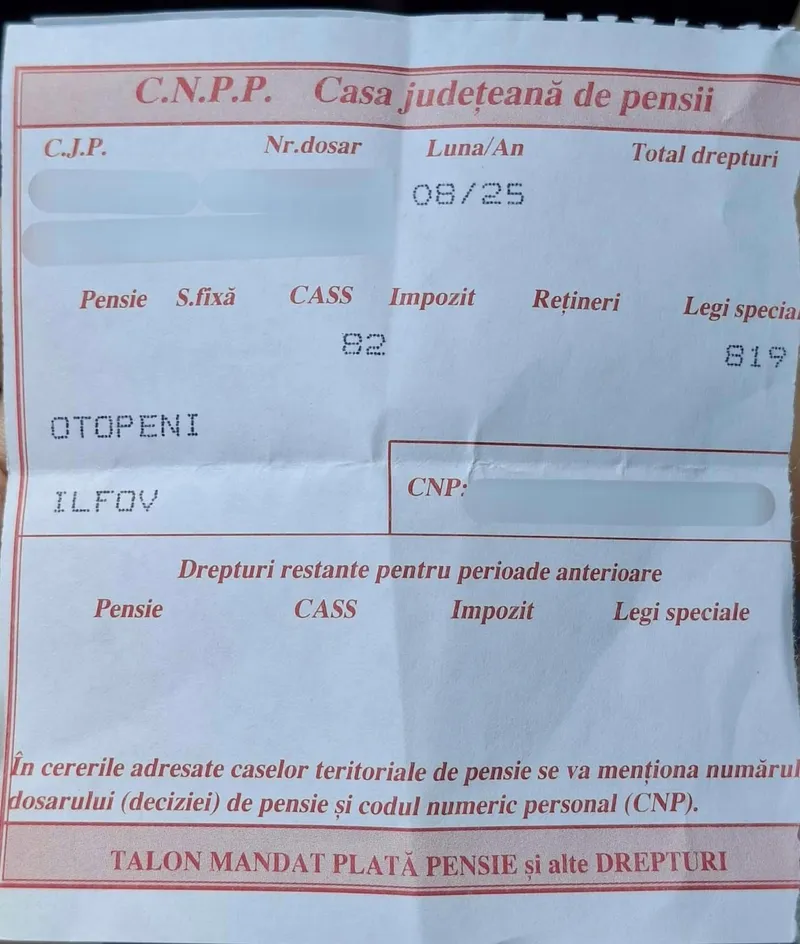 C.N.P.P. Casa județeană de pensii
C.J.P. Nr.dosar Luna/An Total drepturi
08/25
Pensie S.fixă CASS Impozit Rețineri Legi special
82 819
OTOPENI
ILFOV
CNP:
Drepturi restante pentru perioade anterioare
Pensie CASS Impozit Legi speciale
În cererile adresate caselor teritoriale de pensie se va menționa numărul
dosarului (deciziei) de pensie și codul numeric personal (CNP).
TALON MANDAT PLATĂ PENSIE și alte DREPTURI